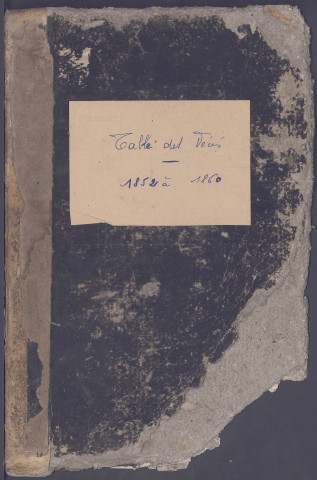 Table des Décès
1852 à 1860